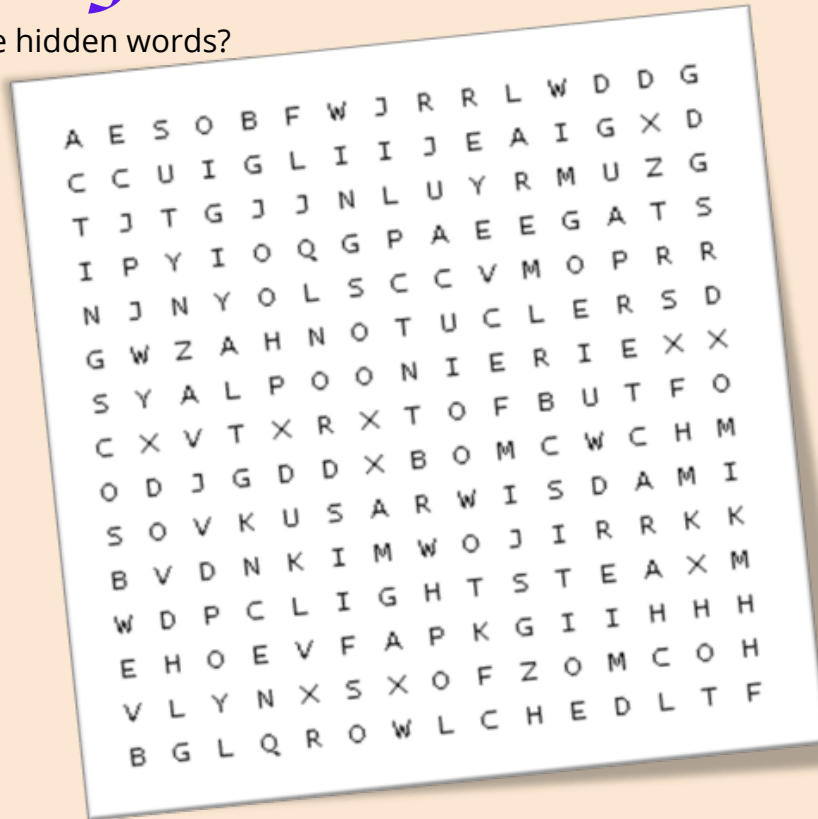 hidden words?
A E S O B F W J R R L W D D G
C C U I G L I I J E A I G X D
T J T G J J N L U Y R M U Z G
I P Y I O Q G P A E E G A T S
N J N Y O L S C C V M O P R R
G W Z A H N O T U C L E R S D
S Y A L P O O N I E R I E X X
C X V T X R X T O F B U T F O
O D J G D D X B O M C W C H M
S O V K U S A R W I S D A M I
B V D N K I M W O J I R R K K
W D P C L I G H T S T E A X M
E H O E V F A P K G I I H H H
V L Y N X S X O F Z O M C O H
B G L Q R O W L C H E D L T F